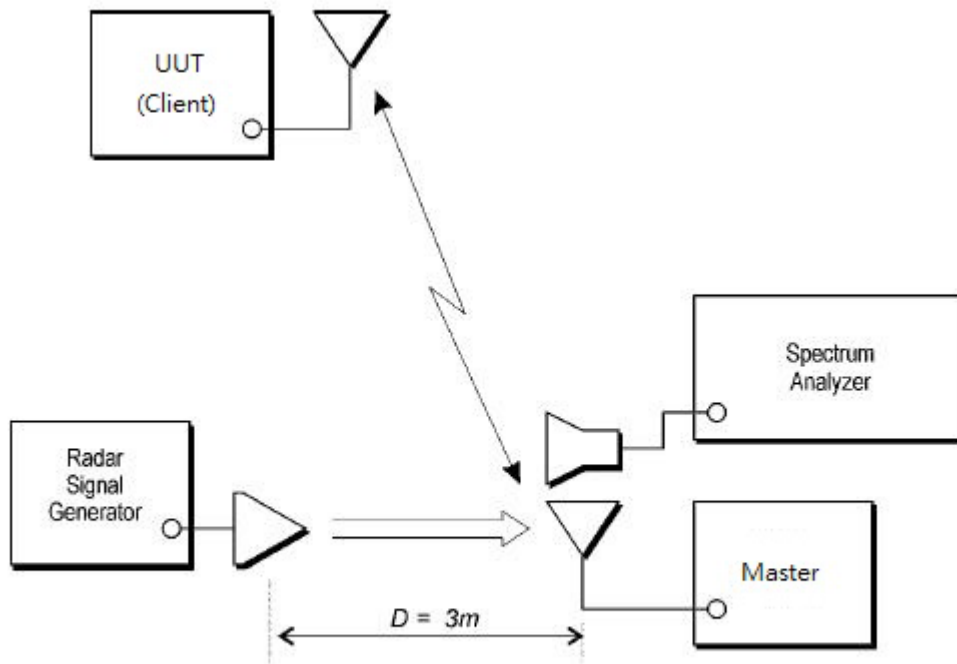 UUT
(Client)
Spectrum
Analyzer
Radar
Signal
Generator
Master
D = 3m